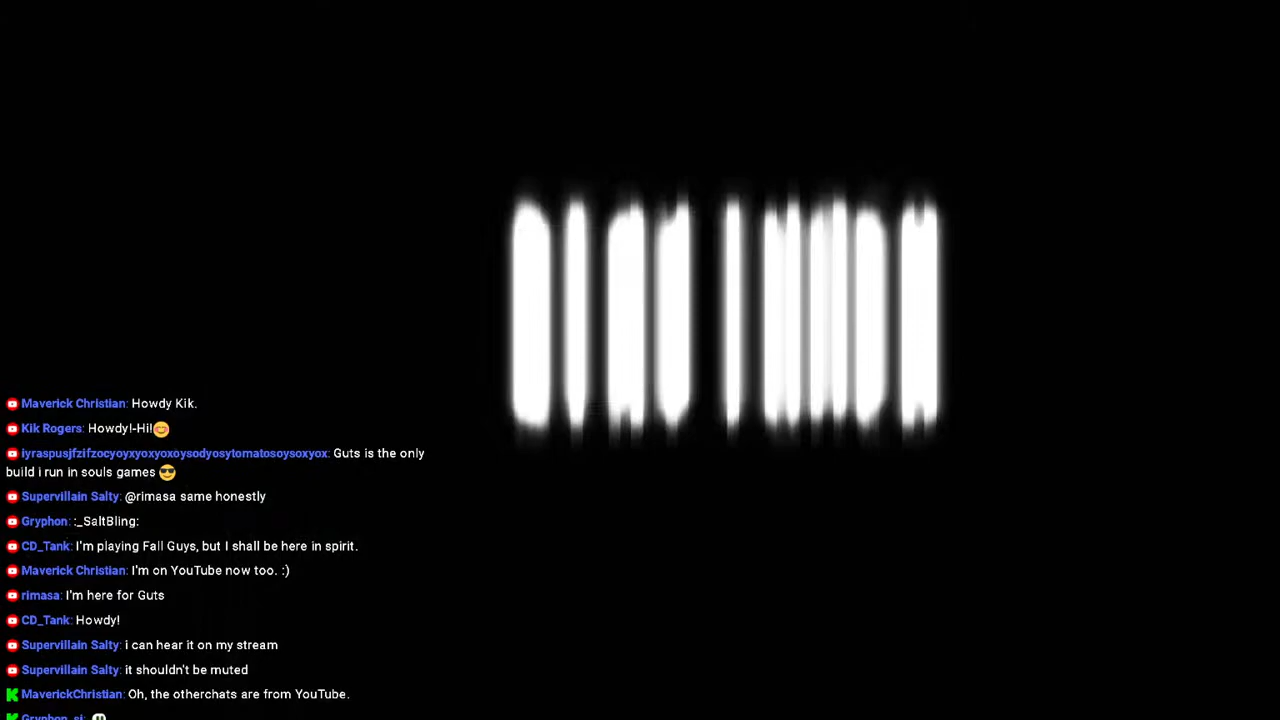 Maverick Christian: Howdy Kik.
Kik Rogers: Howdy!-Hi!😊
iyraspusjfzifzocyoyxyoxyoxoysodyosytomatosoysoxyox: Guts is the only
build i run in souls games 😎
Supervillain Salty: @rimasa same honestly
Gryphon: :_SaltBling:
CD_Tank: I'm playing Fall Guys, but I shall be here in spirit.
Maverick Christian: I'm on YouTube now too. :)
rimasa: I'm here for Guts
CD_Tank: Howdy!
Supervillain Salty: i can hear it on my stream
Supervillain Salty: it shouldn't be muted
MaverickChristian: Oh, the otherchats are from YouTube.
Gryphon_si: